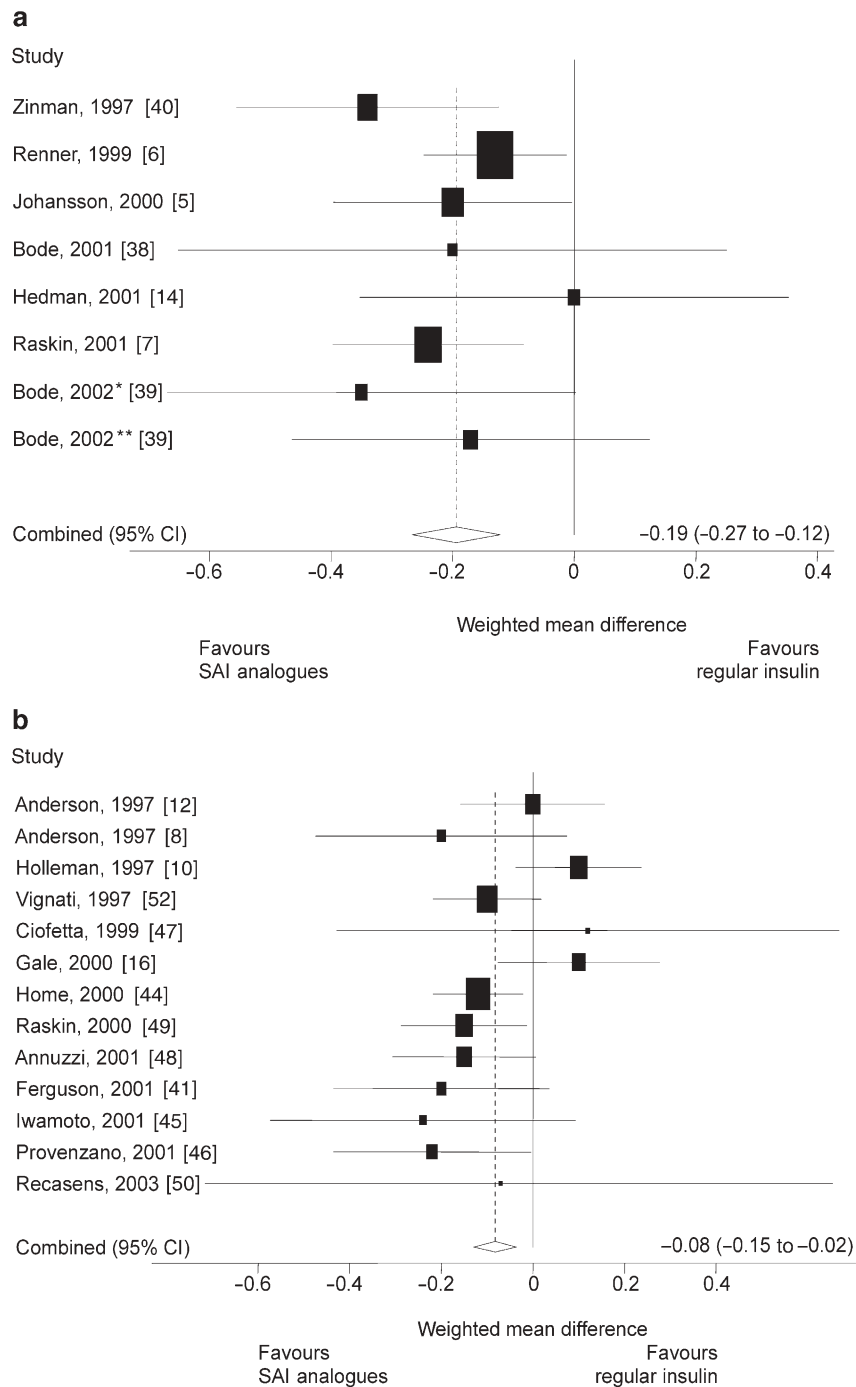 a
Study
Zinman, 1997 [40]
Renner, 1999 [6]
Johansson, 2000 [5]
Bode, 2001 [38]
Hedman, 2001 [14]
Raskin, 2001 [7]
Bode, 2002* [39]
Bode, 2002** [39]
Combined (95% CI) –0.19 (–0.27 to –0.12)
–0.6 –0.4 –0.2 0 0.2 0.4
Weighted mean difference
Favours Favours
SAI analogues regular insulin
b
Study
Anderson, 1997 [12]
Anderson, 1997 [8]
Holleman, 1997 [10]
Vignati, 1997 [52]
Ciofetta, 1999 [47]
Gale, 2000 [16]
Home, 2000 [44]
Raskin, 2000 [49]
Annuzzi, 2001 [48]
Ferguson, 2001 [41]
Iwamoto, 2001 [45]
Provenzano, 2001 [46]
Recasens, 2003 [50]
Combined (95% CI) –0.08 (–0.15 to –0.02)
–0.6 –0.4 –0.2 0 0.2 0.4
Weighted mean difference
Favours Favours
SAI analogues regular insulin